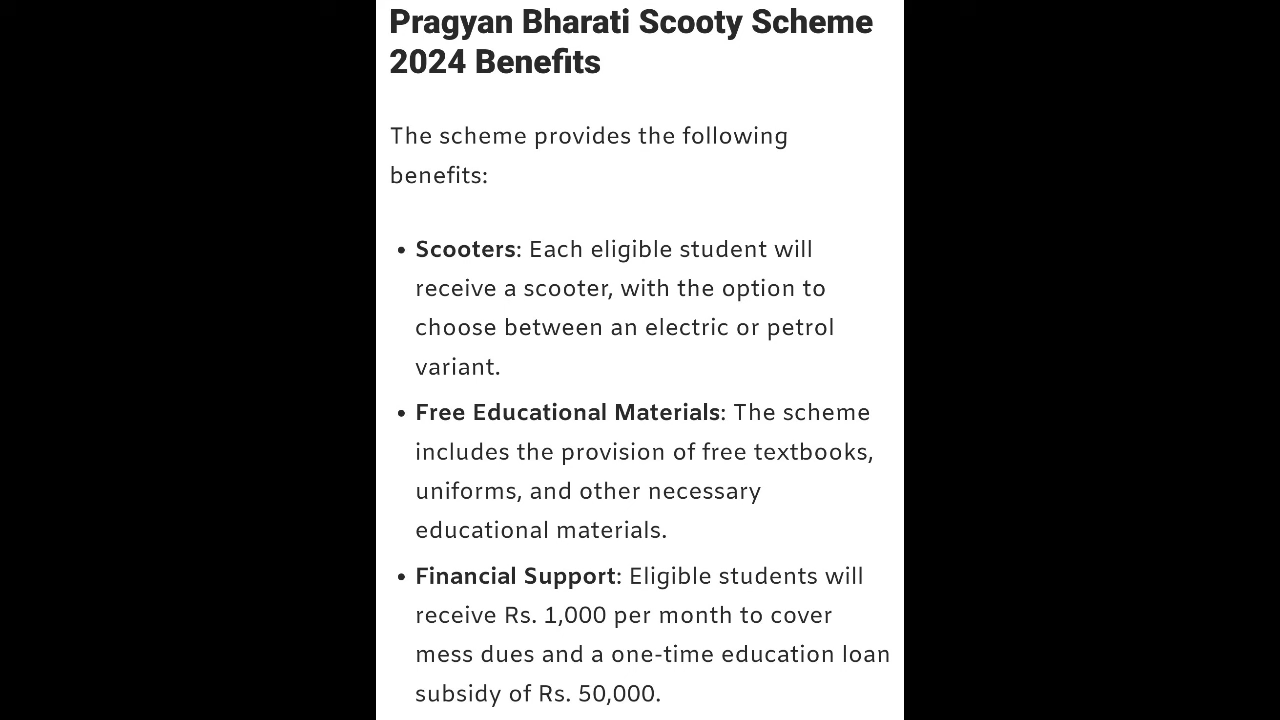 Pragyan Bharati Scooty Scheme
2024 Benefits
The scheme provides the following
benefits:
• Scooters: Each eligible student will
receive a scooter, with the option to
choose between an electric or petrol
variant.
• Free Educational Materials: The scheme
includes the provision of free textbooks,
uniforms, and other necessary
educational materials.
• Financial Support: Eligible students will
receive Rs. 1,000 per month to cover
mess dues and a one-time education loan
subsidy of Rs. 50,000.